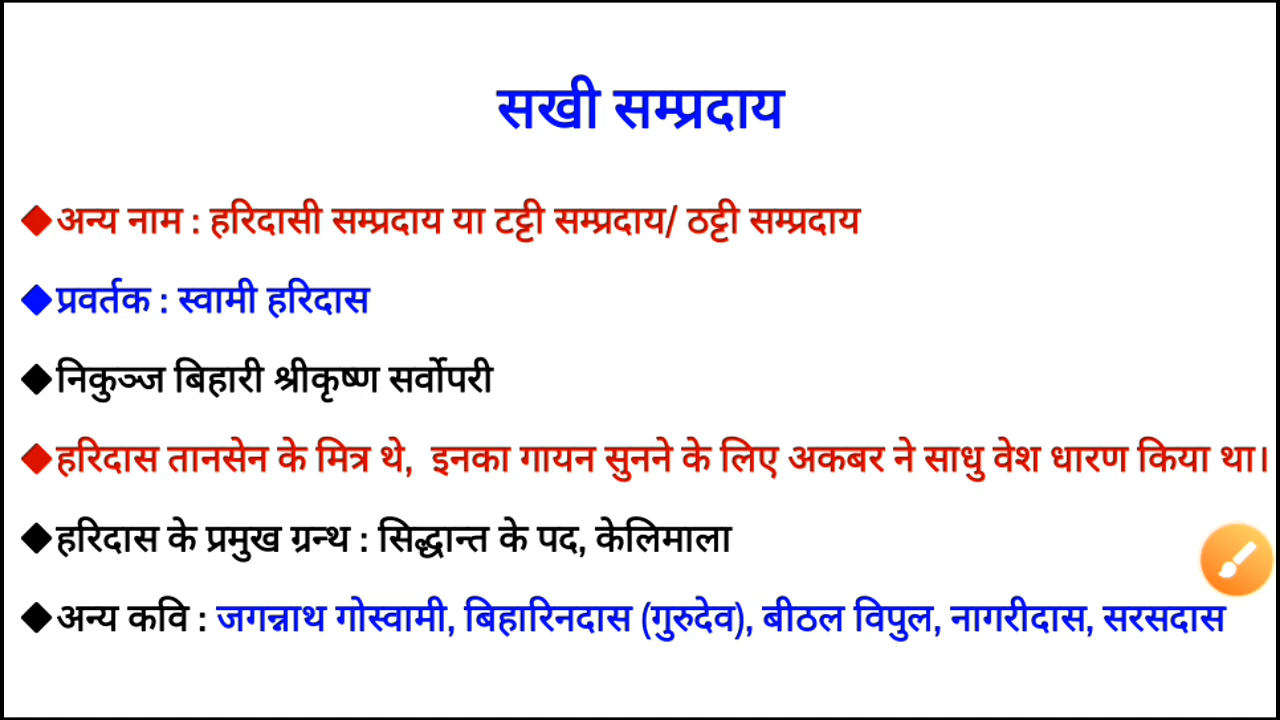 सखी सम्प्रदाय
◆अन्य नाम : हरिदासी सम्प्रदाय या टट्टी सम्प्रदाय/ ठट्टी सम्प्रदाय
◆प्रवर्तक : स्वामी हरिदास
◆निकुञ्ज बिहारी श्रीकृष्ण सर्वोपरी
◆हरिदास तानसेन के मित्र थे, इनका गायन सुनने के लिए अकबर ने साधु वेश धारण किया था।
◆हरिदास के प्रमुख ग्रन्थ : सिद्धान्त के पद, केलिमाला
◆अन्य कवि : जगन्नाथ गोस्वामी, बिहारिनदास (गुरुदेव), बीठल विपुल, नागरीदास, सरसदास